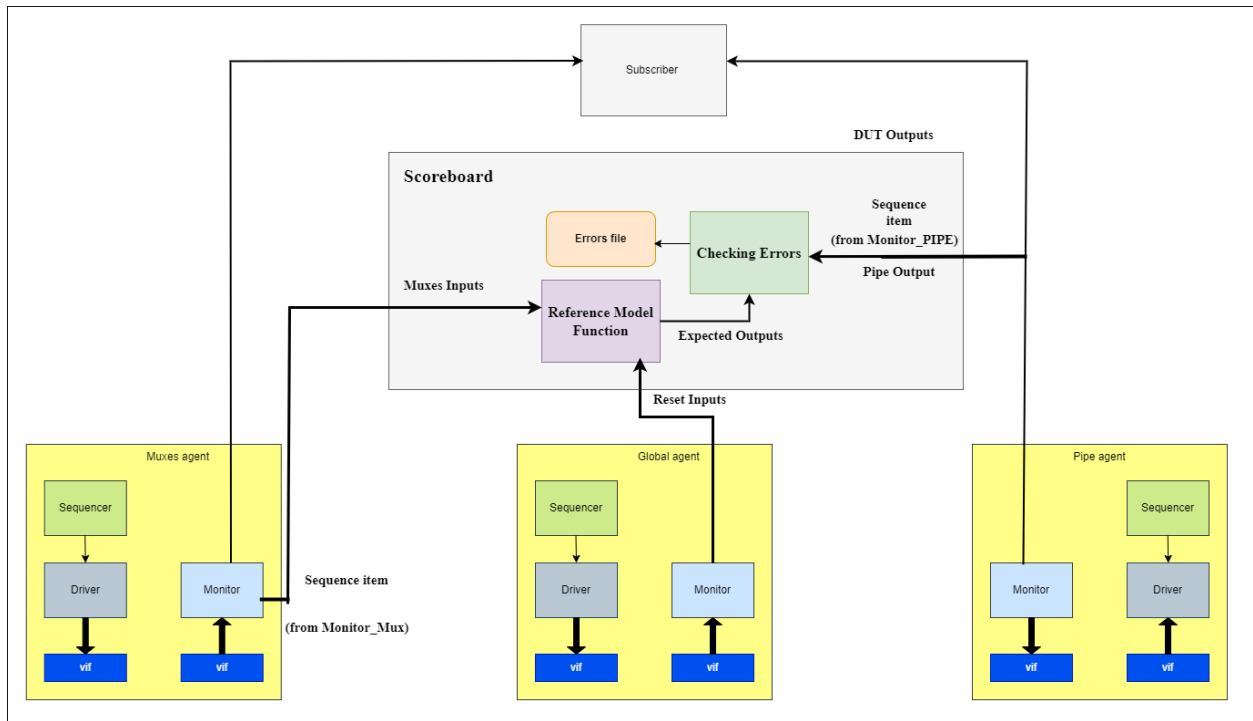 Subscriber
DUT Outputs
Scoreboard
Sequence
item
(from Monitor_PIPE)
Errors file
Checking Errors
Pipe Output
Muxes Inputs
Reference Model
Function
Expected Outputs
Reset Inputs
Muxes agent
Global agent
Pipe agent
Sequencer
Sequencer
Sequencer
Sequence item
Driver
Monitor
Driver
Monitor
Monitor
Driver
(from Monitor_Mux)
vif
vif
vif
vif
vif
vif